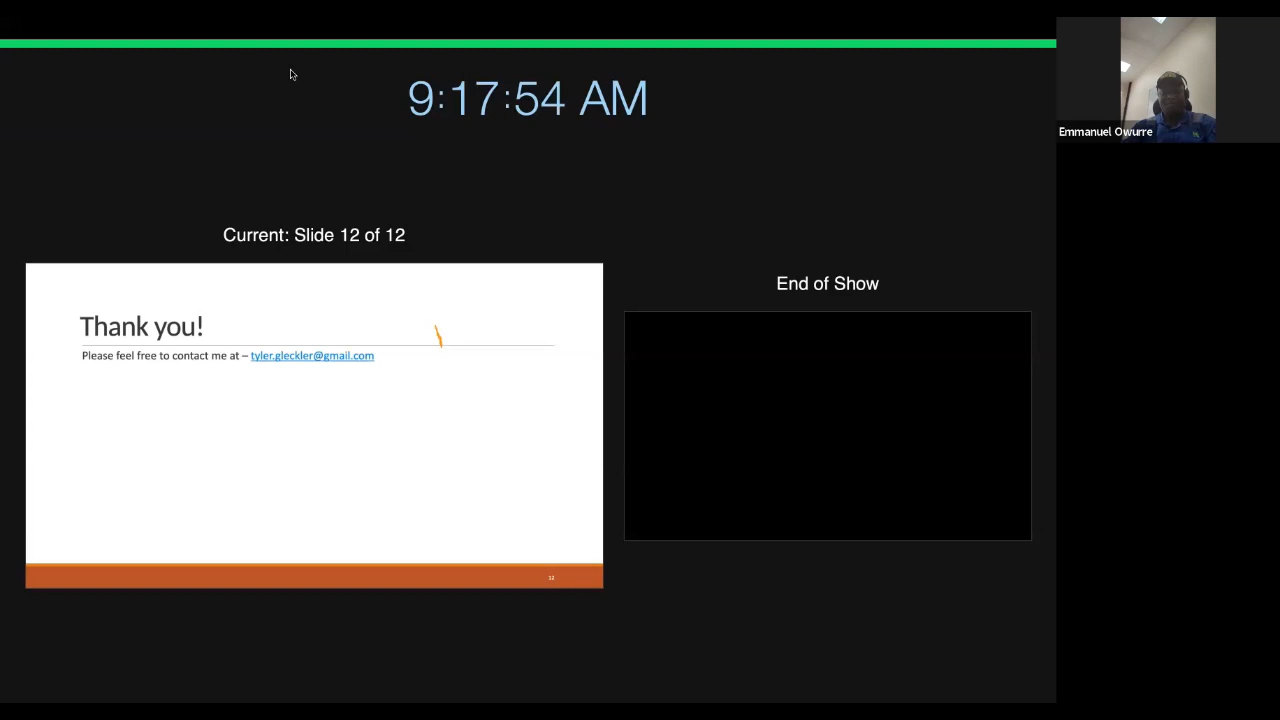 9:17:54 AM
Emmanuel Owurre
Current: Slide 12 of 12
End of Show
Thank you!
Please feel free to contact me at – tyler.gleckler@gmail.com
12